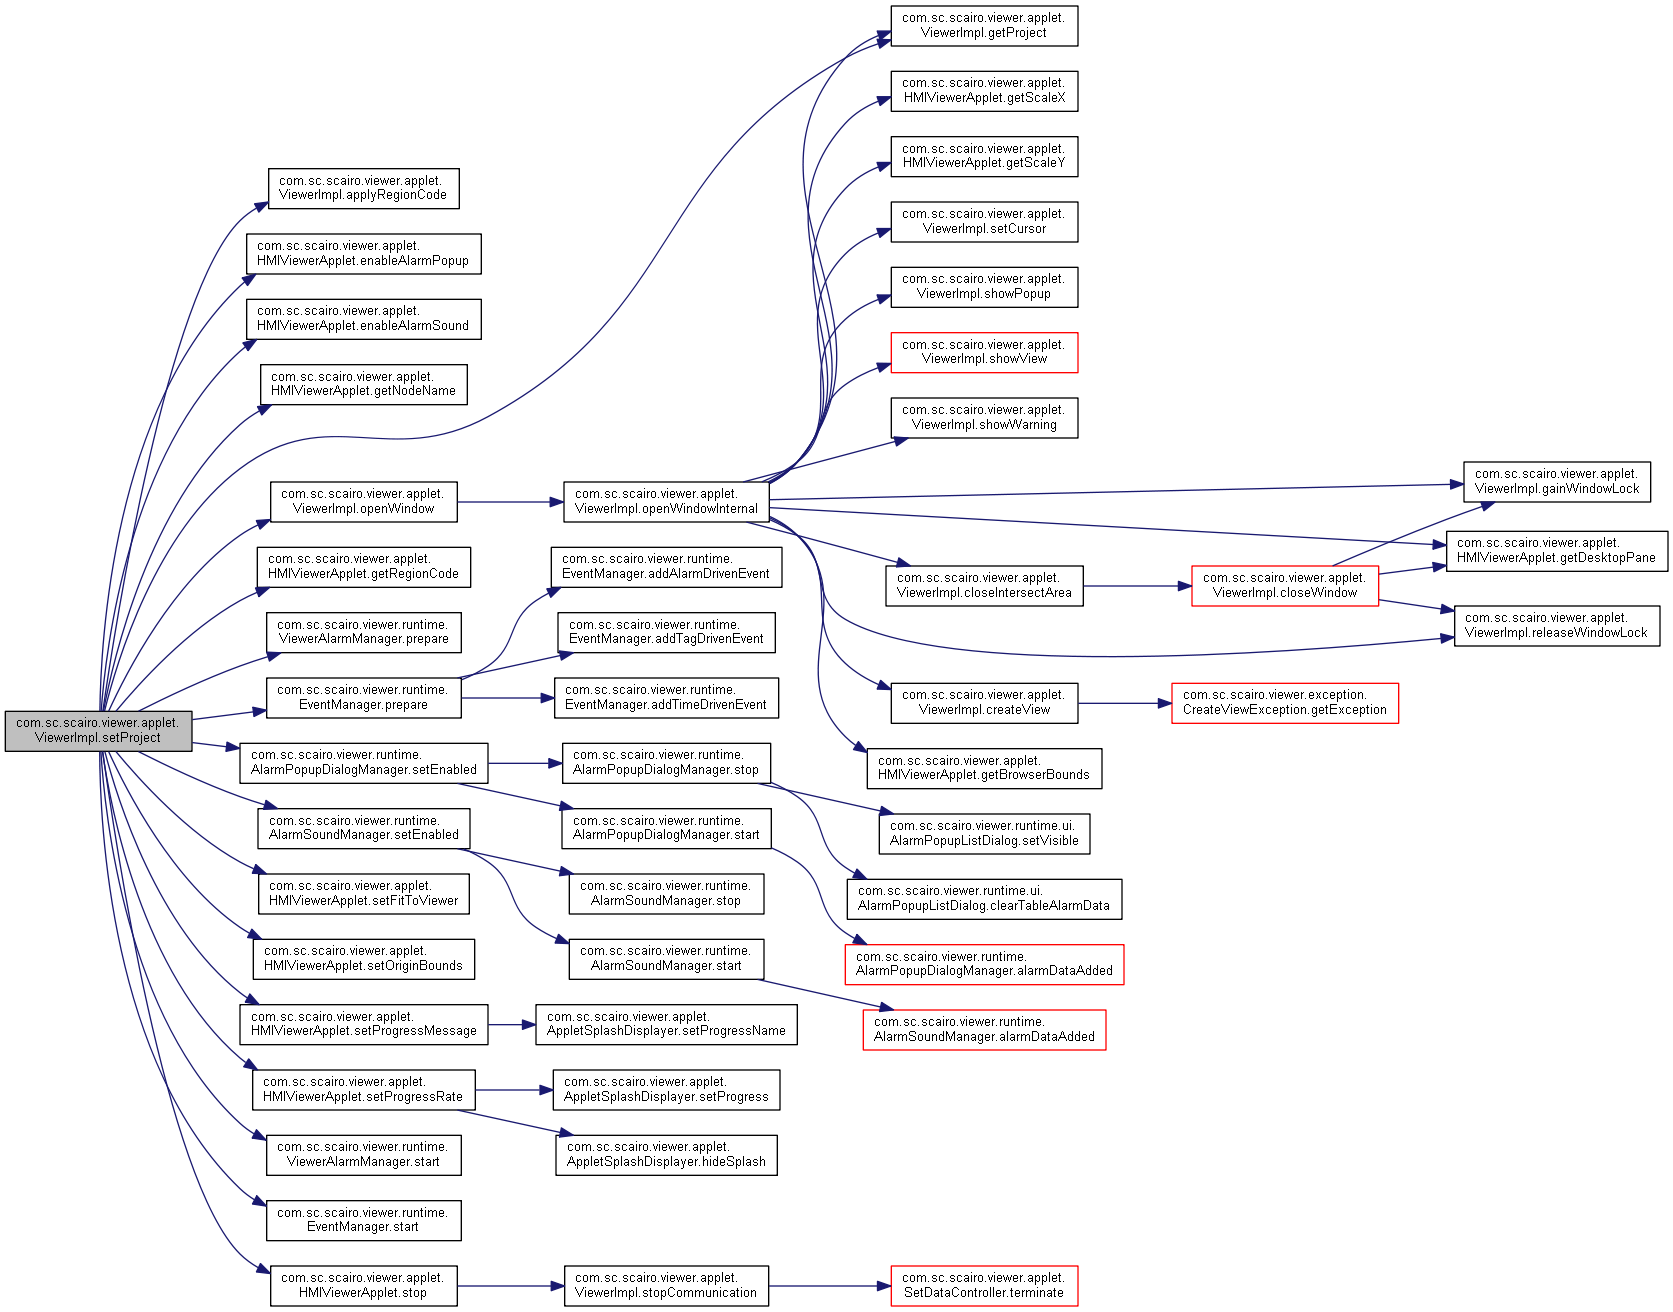 com.sc.scairo.viewer.applet.
ViewerImpl.setProject
com.sc.scairo.viewer.applet.
ViewerImpl.applyRegionCode
com.sc.scairo.viewer.applet.
HMIViewerApplet.enableAlarmPopup
com.sc.scairo.viewer.applet.
HMIViewerApplet.enableAlarmSound
com.sc.scairo.viewer.applet.
HMIViewerApplet.getNodeName
com.sc.scairo.viewer.applet.
ViewerImpl.openWindow
com.sc.scairo.viewer.applet.
HMIViewerApplet.getRegionCode
com.sc.scairo.viewer.runtime.
ViewerAlarmManager.prepare
com.sc.scairo.viewer.runtime.
EventManager.prepare
com.sc.scairo.viewer.runtime.
AlarmPopupDialogManager.setEnabled
com.sc.scairo.viewer.runtime.
AlarmSoundManager.setEnabled
com.sc.scairo.viewer.applet.
HMIViewerApplet.setFitToViewer
com.sc.scairo.viewer.applet.
HMIViewerApplet.setOriginBounds
com.sc.scairo.viewer.applet.
HMIViewerApplet.setProgressMessage
com.sc.scairo.viewer.applet.
HMIViewerApplet.setProgressRate
com.sc.scairo.viewer.runtime.
ViewerAlarmManager.start
com.sc.scairo.viewer.runtime.
EventManager.start
com.sc.scairo.viewer.applet.
HMIViewerApplet.stop
com.sc.scairo.viewer.applet.
ViewerImpl.openWindowInternal
com.sc.scairo.viewer.runtime.
EventManager.addAlarmDrivenEvent
com.sc.scairo.viewer.runtime.
EventManager.addTagDrivenEvent
com.sc.scairo.viewer.runtime.
EventManager.addTimeDrivenEvent
com.sc.scairo.viewer.runtime.
AlarmPopupDialogManager.stop
com.sc.scairo.viewer.runtime.
AlarmPopupDialogManager.start
com.sc.scairo.viewer.runtime.
AlarmSoundManager.stop
com.sc.scairo.viewer.runtime.
AlarmSoundManager.start
com.sc.scairo.viewer.applet.
AppletSplashDisplayer.setProgressName
com.sc.scairo.viewer.applet.
AppletSplashDisplayer.setProgress
com.sc.scairo.viewer.applet.
AppletSplashDisplayer.hideSplash
com.sc.scairo.viewer.applet.
ViewerImpl.stopCommunication
com.sc.scairo.viewer.applet.
ViewerImpl.getProject
com.sc.scairo.viewer.applet.
HMIViewerApplet.getScaleX
com.sc.scairo.viewer.applet.
HMIViewerApplet.getScaleY
com.sc.scairo.viewer.applet.
ViewerImpl.setCursor
com.sc.scairo.viewer.applet.
ViewerImpl.showPopup
com.sc.scairo.viewer.applet.
ViewerImpl.showView
com.sc.scairo.viewer.applet.
ViewerImpl.showWarning
com.sc.scairo.viewer.applet.
ViewerImpl.closeIntersectArea
com.sc.scairo.viewer.applet.
ViewerImpl.createView
com.sc.scairo.viewer.applet.
HMIViewerApplet.getBrowserBounds
com.sc.scairo.viewer.runtime.ui.
AlarmPopupListDialog.setVisible
com.sc.scairo.viewer.runtime.ui.
AlarmPopupListDialog.clearTableAlarmData
com.sc.scairo.viewer.runtime.
AlarmPopupDialogManager.alarmDataAdded
com.sc.scairo.viewer.runtime.
AlarmSoundManager.alarmDataAdded
com.sc.scairo.viewer.applet.
SetDataController.terminate
com.sc.scairo.viewer.applet.
ViewerImpl.closeWindow
com.sc.scairo.viewer.exception.
CreateViewException.getException
com.sc.scairo.viewer.applet.
ViewerImpl.gainWindowLock
com.sc.scairo.viewer.applet.
HMIViewerApplet.getDesktopPane
com.sc.scairo.viewer.applet.
ViewerImpl.releaseWindowLock